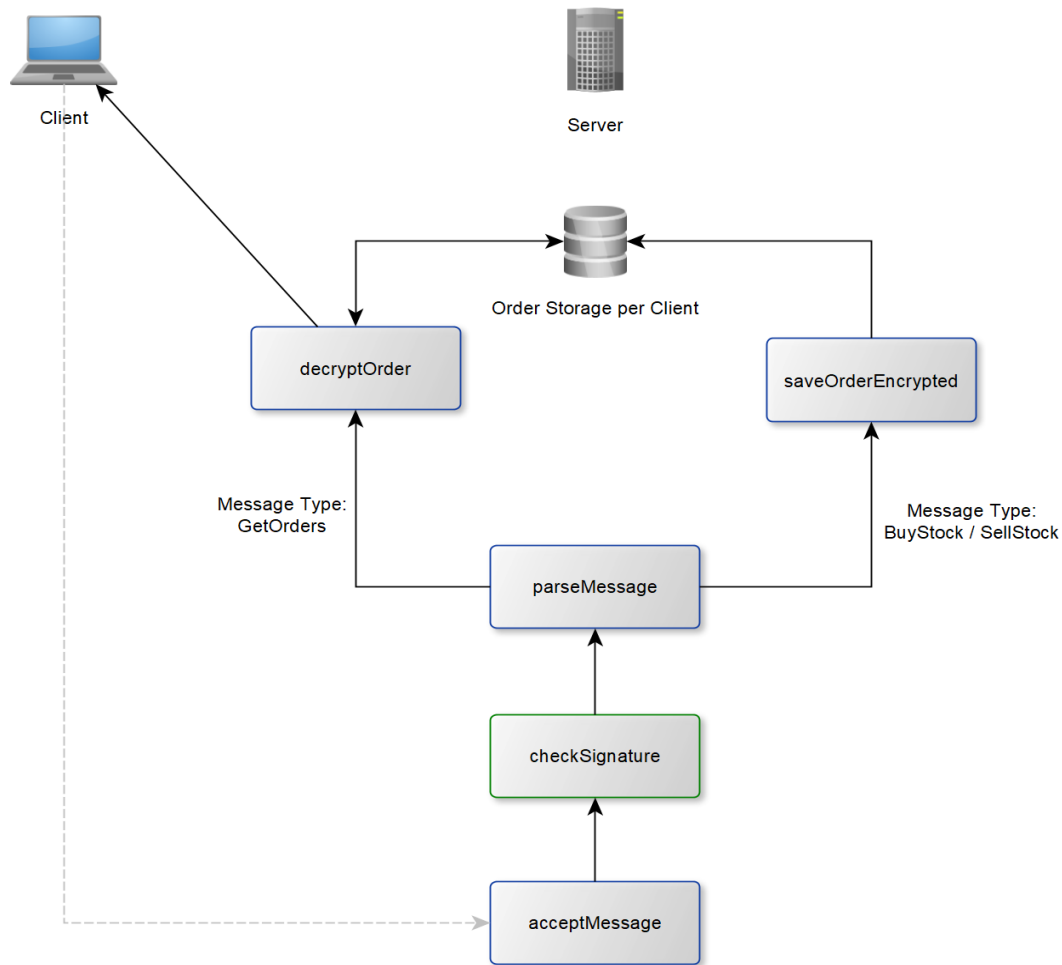 Client
Server
Order Storage per Client
decryptOrder
saveOrderEncrypted
Message Type:
GetOrders
Message Type:
BuyStock / SellStock
parseMessage
checkSignature
acceptMessage